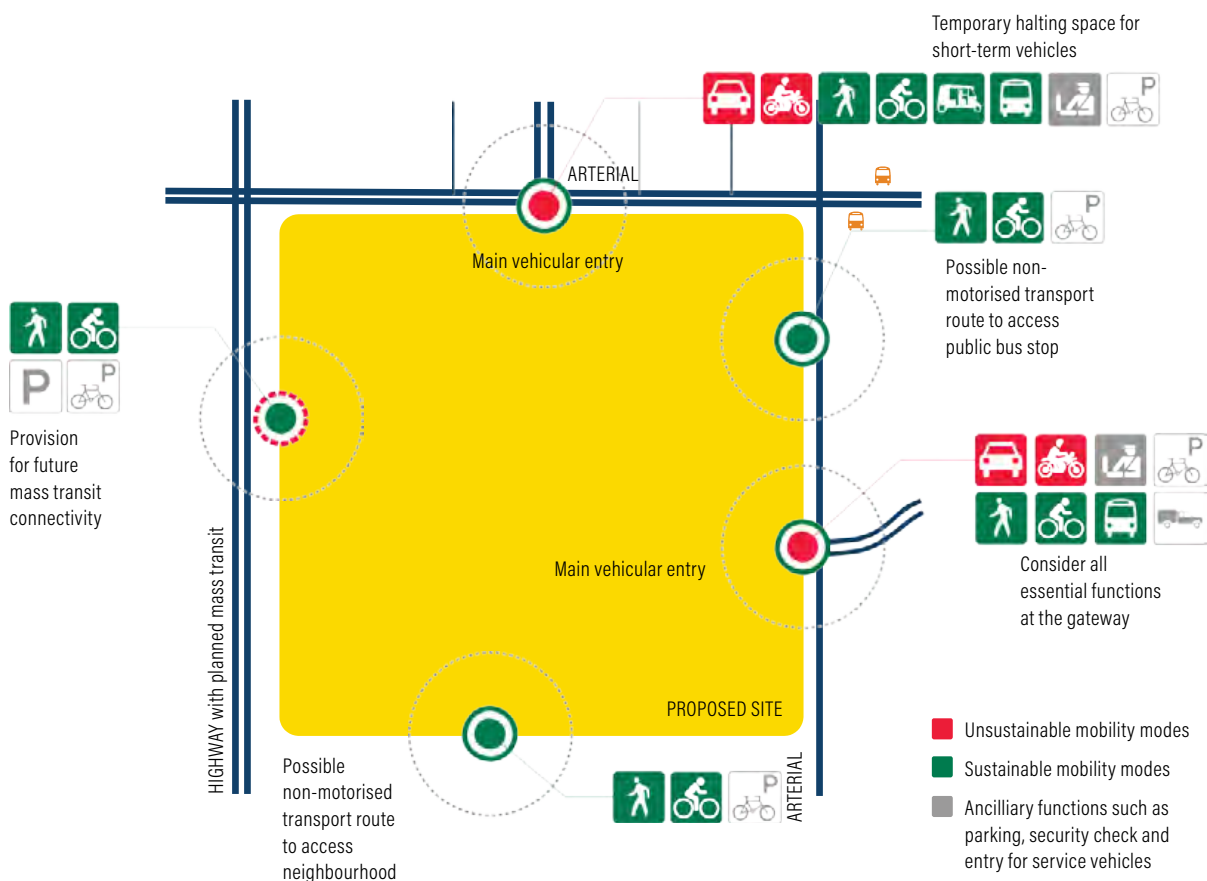 Temporary halting space for
short-term vehicles
P
ARTERIAL
Main vehicular entry
P
Possible non-
motorised transport
route to access
public bus stop
P
P
Provision
for future
mass transit
connectivity
HIGHWAY with planned mass transit
P
Main vehicular entry
Consider all
essential functions
at the gateway
PROPOSED SITE
ARTERIAL
Possible
non-motorised
transport route
to access
neighbourhood
P
Unsustainable mobility modes
Sustainable mobility modes
Ancilliary functions such as
parking, security check and
entry for service vehicles